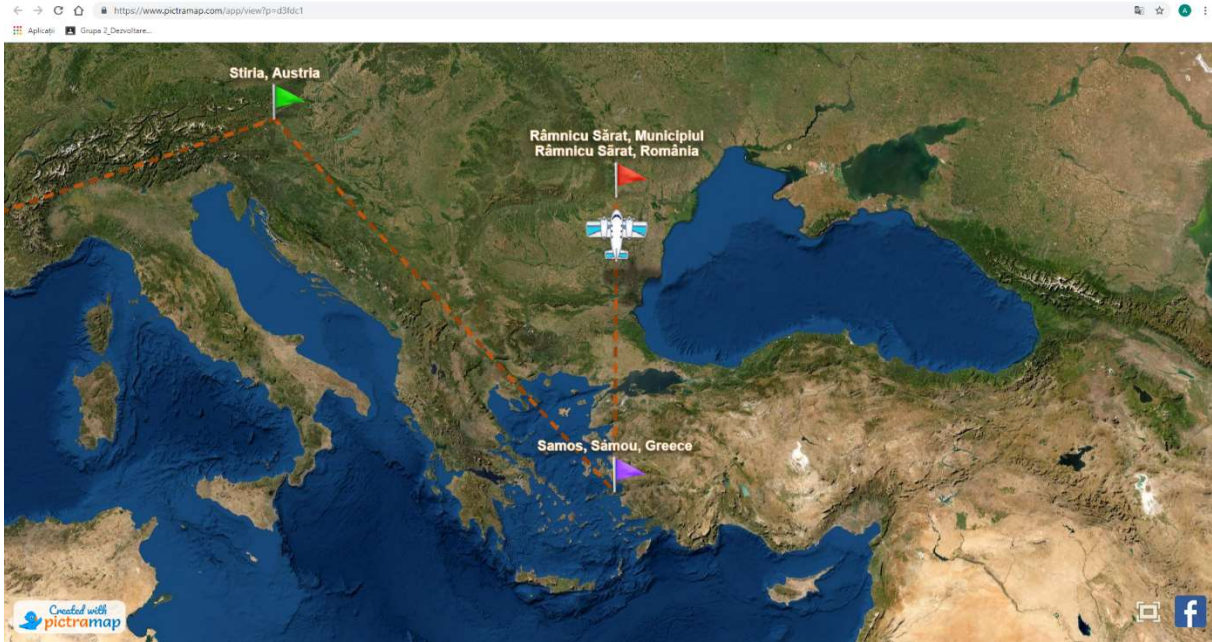 https://www.pictramap.com/app/view?p=d3fdc1
Aplicații
Grupa 2_Dezvoltare...
Stiria, Austria
Râmnicu Sărat, Municipiul
Râmnicu Sărat, România
Samos, Sámou, Greece
Created with
pictramap